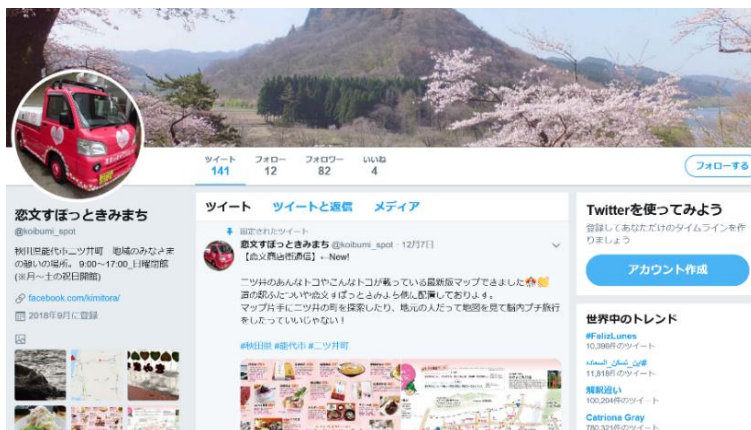 ツイート フォロー フォロワー いいね
141 12 82 4
フォローする
恋文すぽっときみまち
@koibumi_spot
秋田県能代市二ツ井町 地域のみなさま
の憩いの場所。 9:00～17:00_日曜定館
(※月～土の祝日開館)
facebook.com/kimitora/
2018年9月に登録
ツイート ツイートと返信 メディア
固定されたツイート
恋文すぽっときみまち @koibumi_spot · 12月7日
【恋文商店街通信】←New!
二ツ井のあんなトコやこんなトコが載っている最新版マップできました
道の駅ふたついや恋文すぽっときみまち他に配置しております。
マップ片手に二ツ井の町を探索したり、地元の人だって地図を見て脳内プチ旅行
をしたっていいじゃない！
#秋田県 #能代市 #二ツ井町
Twitterを使ってみよう
登録してあなただけのタイムラインを作
りましょう
アカウント作成
世界中のトレンド
#FelizLunes
10,396件のツイート
11,818件のツイート
解釈違い
100,204件のツイート
Catriona Gray
780,321件のツイート